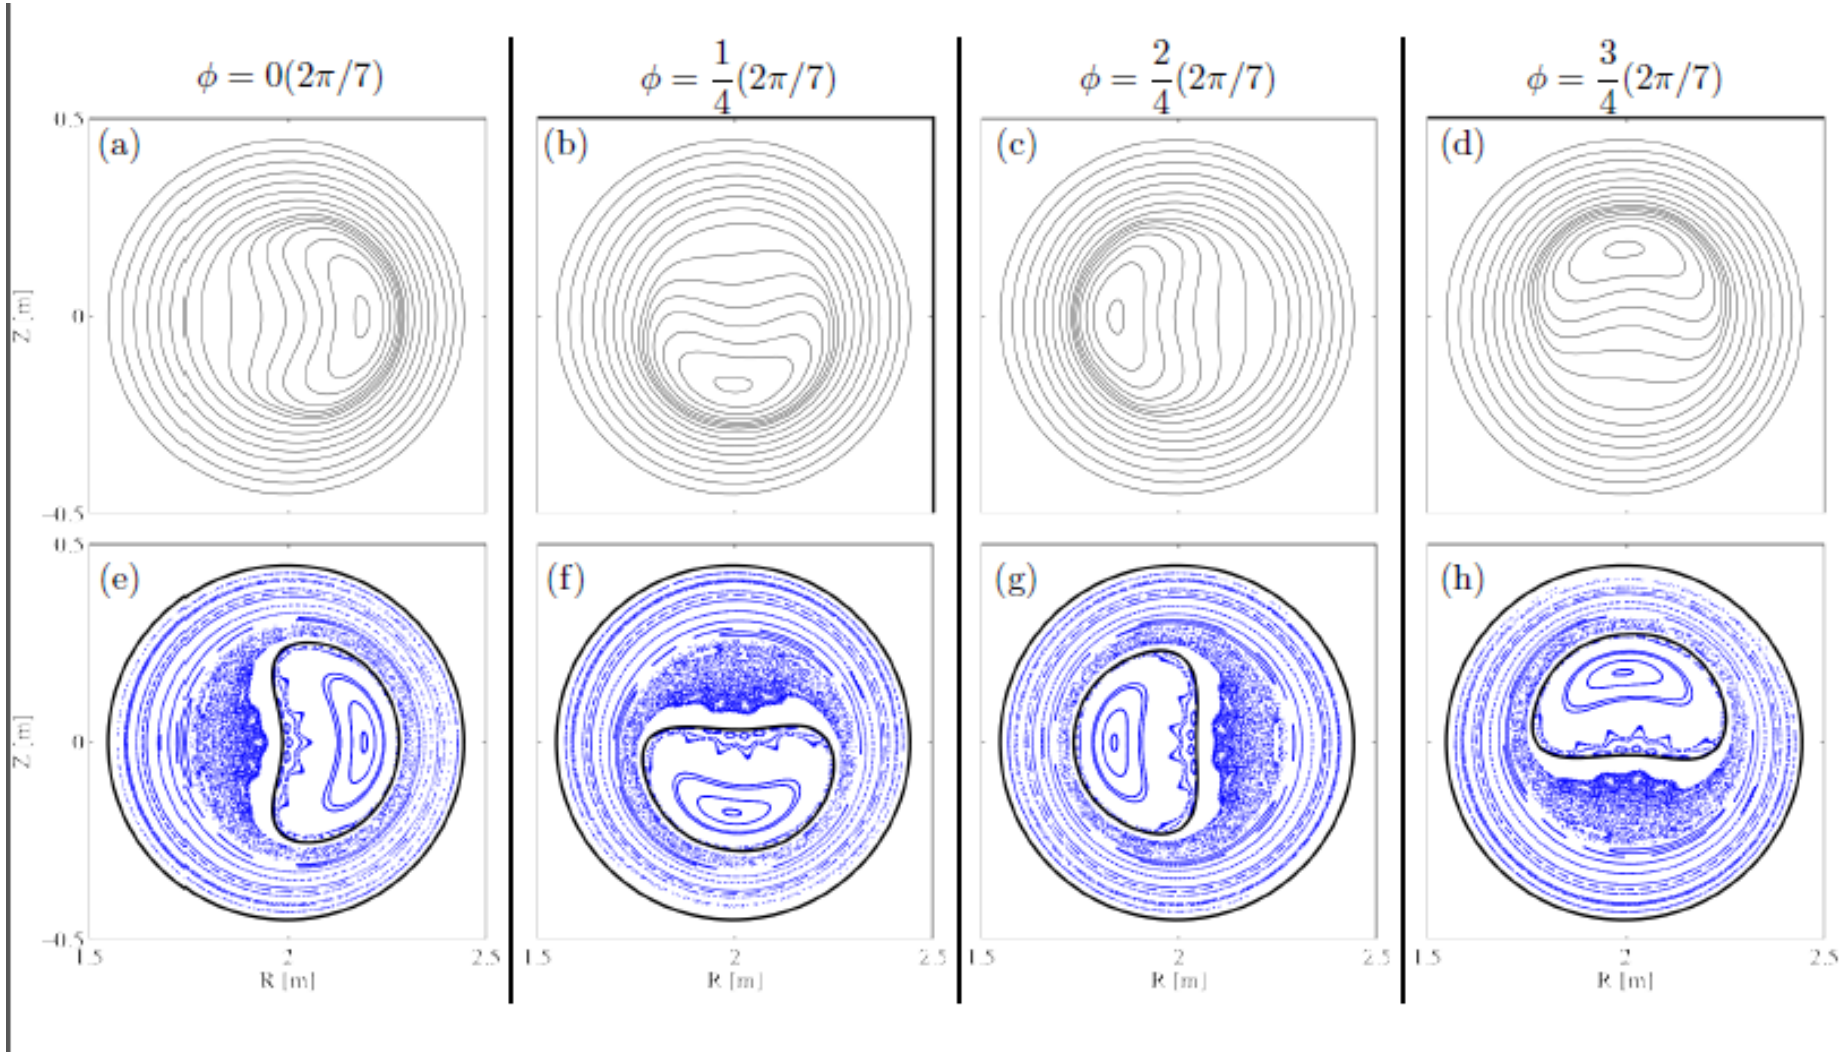 ϕ = 0(2π/7)
ϕ = 1/4(2π/7)
ϕ = 2/4(2π/7)
ϕ = 3/4(2π/7)
0.5
(a)
(b)
(c)
(d)
Z [m]
0
−0.5
0.5
(e)
(f)
(g)
(h)
Z [m]
0
−0.5
1.5 2 2.5
1.5 2 2.5
1.5 2 2.5
1.5 2 2.5
R [m]
R [m]
R [m]
R [m]